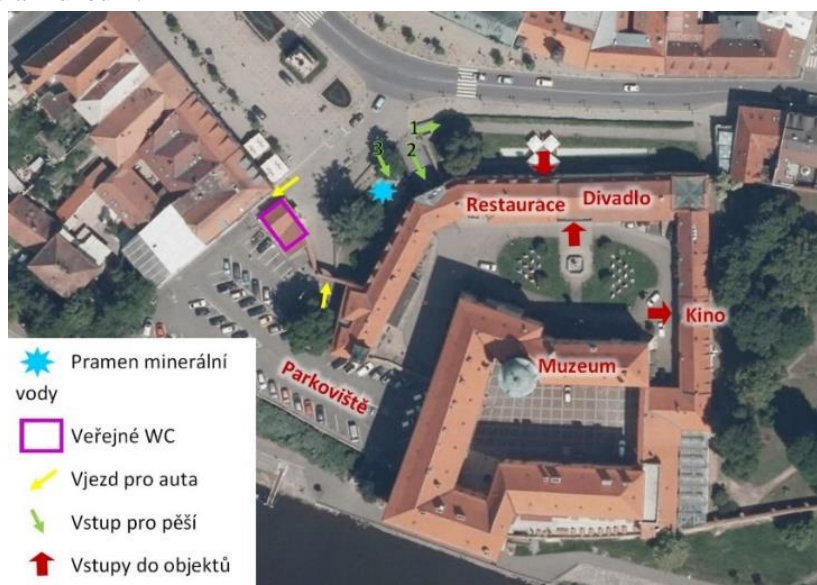 1
3
2
Restaurace
Divadlo
Kino
Muzeum
Parkoviště
Pramen minerální
vody
Veřejné WC
Vjezd pro auta
Vstup pro pěší
Vstupy do objektů